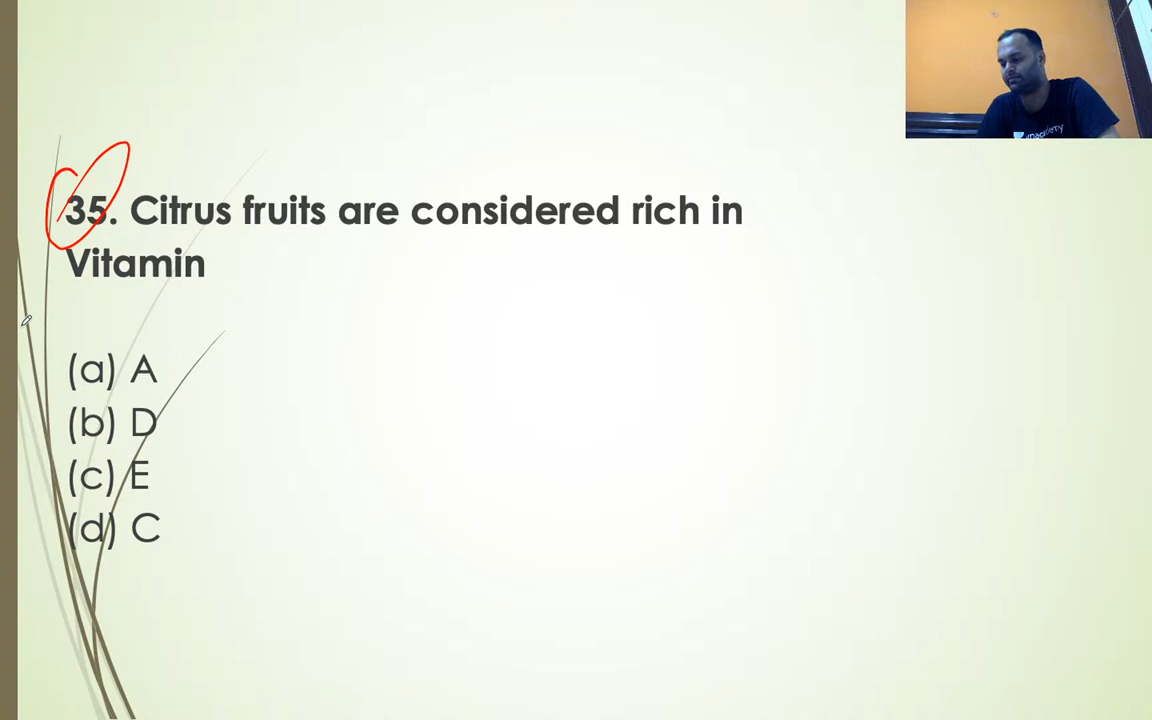 35. Citrus fruits are considered rich in
Vitamin
(a) A
(b) D
(c) E
(d) C